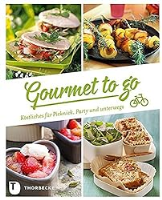 Gourmet to go
Köstliches für Picknick, Party und unterwegs
T
THORBECKE